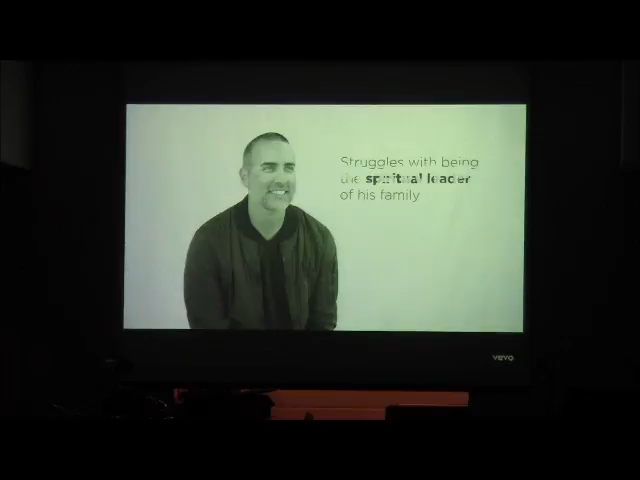 Struggles with being
the spiritual leader
of his family
vevo